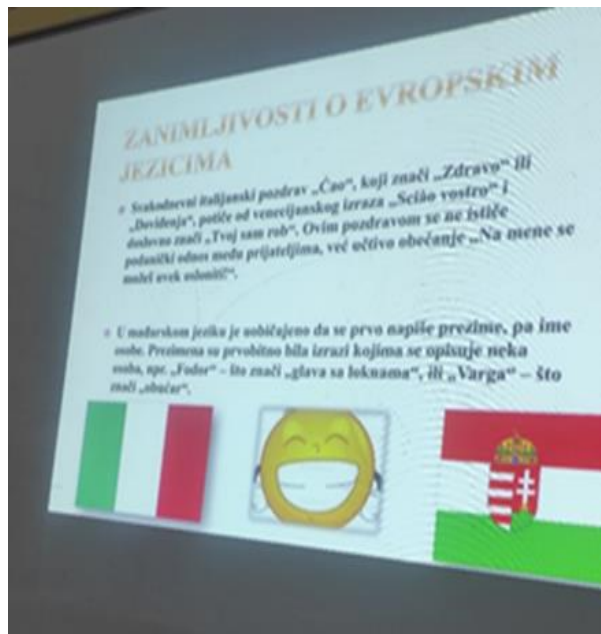 ZANIMLJIVOSTI O EVROPSKIM
JEZICIMA
Svakodnevni italijanski pozdrav „Ćao“, koji znači „Zdravo“ ili
„Doviđenja“, potiče od venecijanskog izraza „Sciào vostro“ i
doslovno znači „Tvoj sam rob“. Ovim pozdravom se ne ističe
podanički odnos među prijateljima, već učtivo obećanje „Na mene se
možeš uvek osloniti!“.
U mađarskom jeziku je uobičajeno da se prvo napiše prezime, pa ime
osobe. Prezimena su prvobitno bila izrazi kojima se opisuje neka
osoba, npr. „Fodor“ – što znači „glava sa loknama“, ili „Varga“ – što
znači „obućar“.